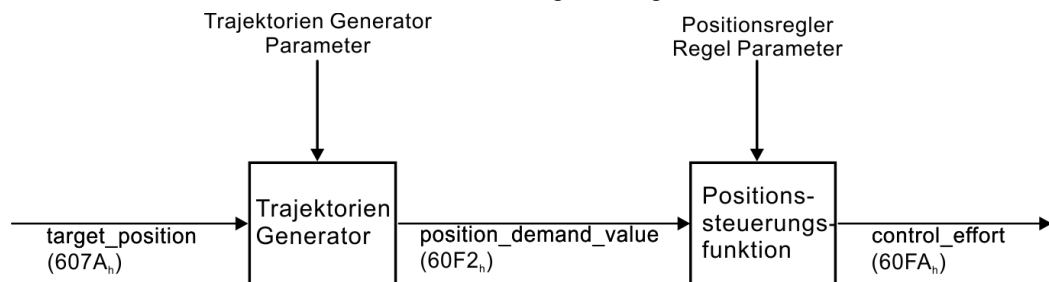 Trajektorien Generator
Parameter
Positionsregler
Regel Parameter
Trajektorien
Generator
Positions-
steuerungs-
funktion
target_position
(607Aₕ)
position_demand_value
(60F2ₕ)
control_effort
(60FAₕ)